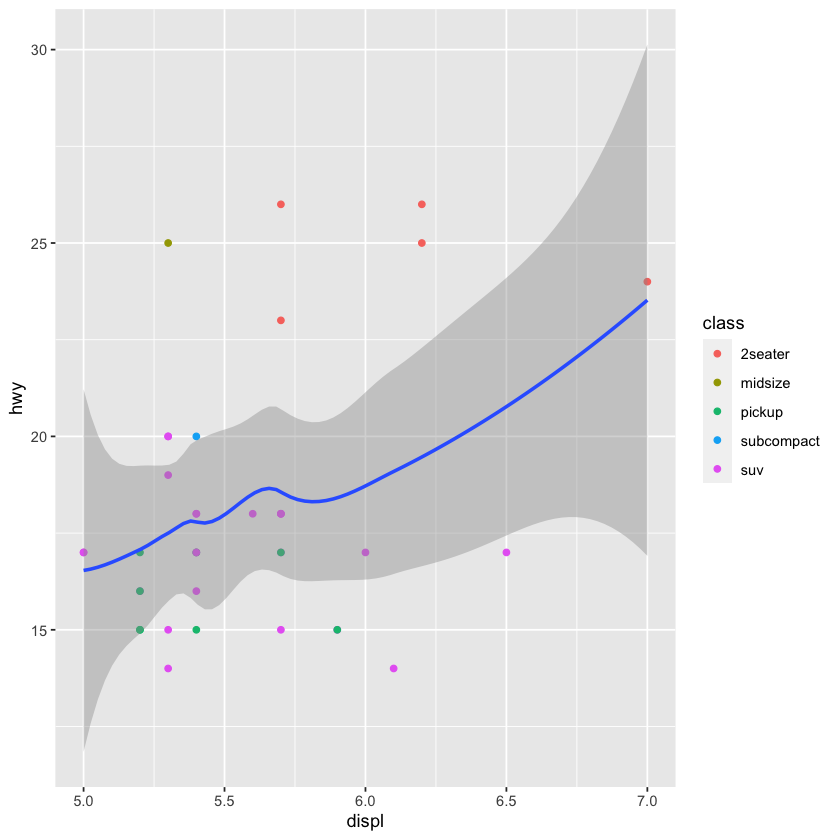 30
25
20
15
hwy
5.0 5.5 6.0 6.5 7.0
displ
class
2seater
midsize
pickup
subcompact
suv